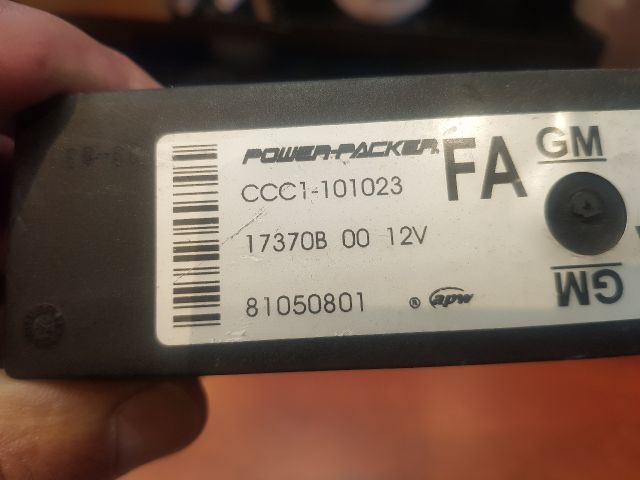 POWER-PACKER®
FA
GM
CCC1-101023
17370B 00 12V
81050801
® apw
GM